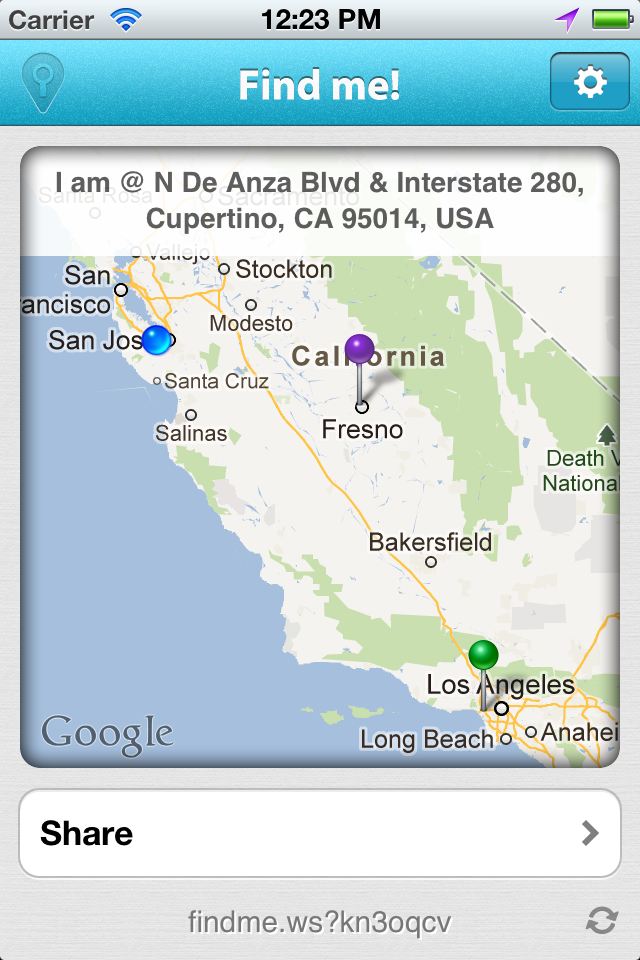 Carrier 12:23 PM
Find me!
I am @ N De Anza Blvd & Interstate 280,
Cupertino, CA 95014, USA
Santa Rosa
Sacramento
Vallejo
San
ancisco
Stockton
Modesto
San Jos
California
Santa Cruz
Salinas
Fresno
Death V
National
Bakersfield
Los Angeles
Long Beach
Anahei
Google
Share
findme.ws?kn3oqcv